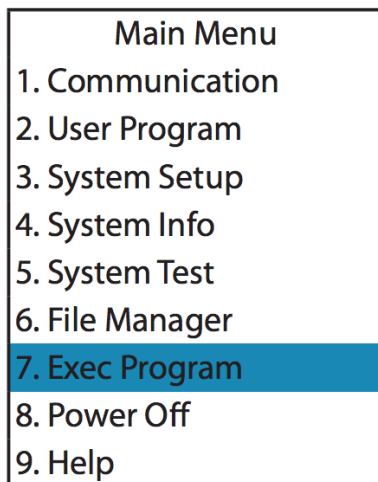 Main Menu
1. Communication
2. User Program
3. System Setup
4. System Info
5. System Test
6. File Manager
7. Exec Program
8. Power Off
9. Help